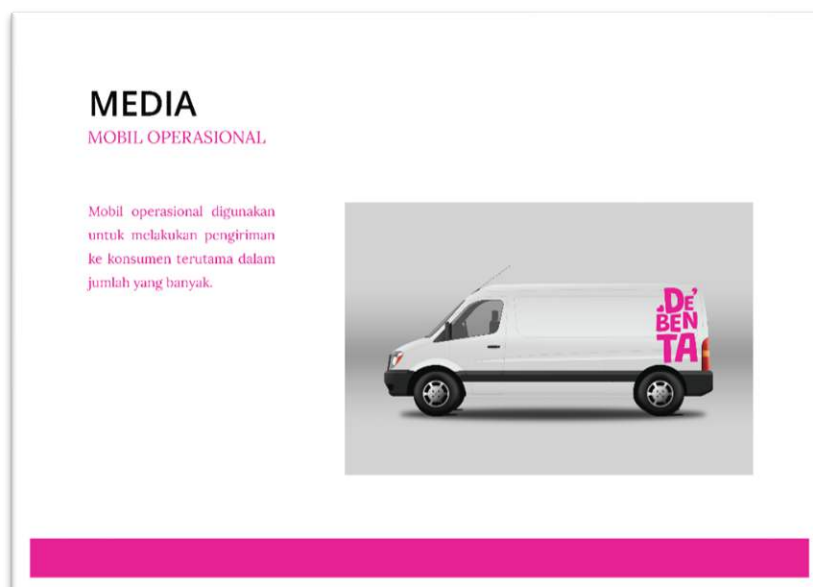 MEDIA
MOBIL OPERASIONAL
Mobil operasional digunakan
untuk melakukan pengiriman
ke konsumen terutama dalam
jumlah yang banyak.
DE'
BEN
TA